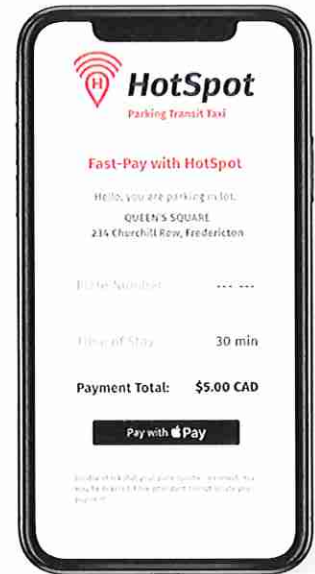 H
HotSpot
Parking Transit Taxi
Fast-Pay with HotSpot
Hello, you are parking in lot,
QUEEN'S SQUARE
234 Churchill Row, Fredericton
Plate Number --- ---
Time of Stay 30 min
Payment Total: $5.00 CAD
Pay with Pay